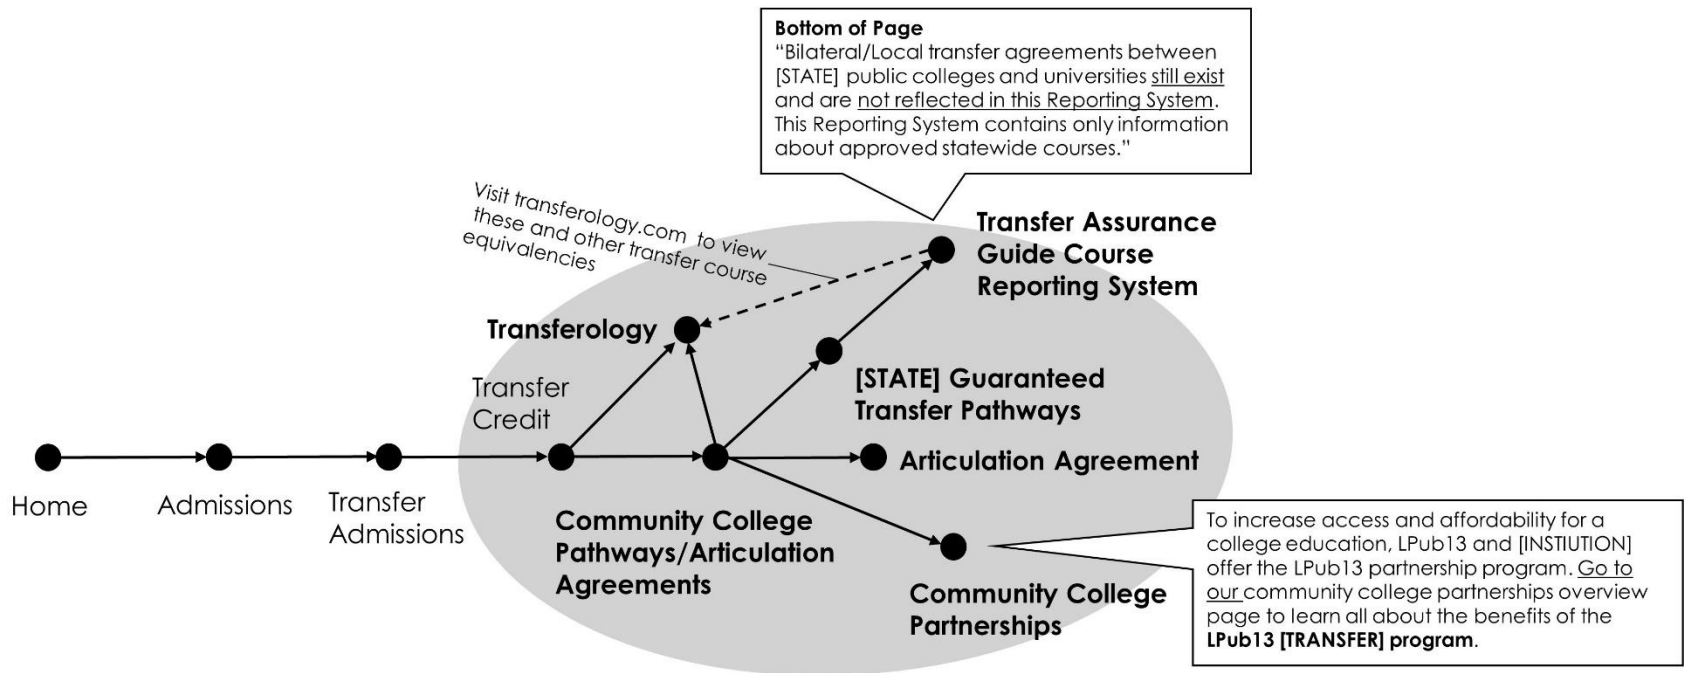 Bottom of Page
“Bilateral/Local transfer agreements between
[STATE] public colleges and universities still exist
and are not reflected in this Reporting System.
This Reporting System contains only information
about approved statewide courses.”
Visit transferology.com to view
these and other transfer course
equivalencies
Transfer Assurance
Guide Course
Reporting System
Transferology
[STATE] Guaranteed
Transfer Pathways
Transfer
Credit
Articulation Agreement
Home
Admissions
Transfer
Admissions
Community College
Pathways/Articulation
Agreements
Community College
Partnerships
To increase access and affordability for a
college education, LPub13 and [INSTIUTION]
offer the LPub13 partnership program. Go to
our community college partnerships overview
page to learn all about the benefits of the
LPub13 [TRANSFER] program.